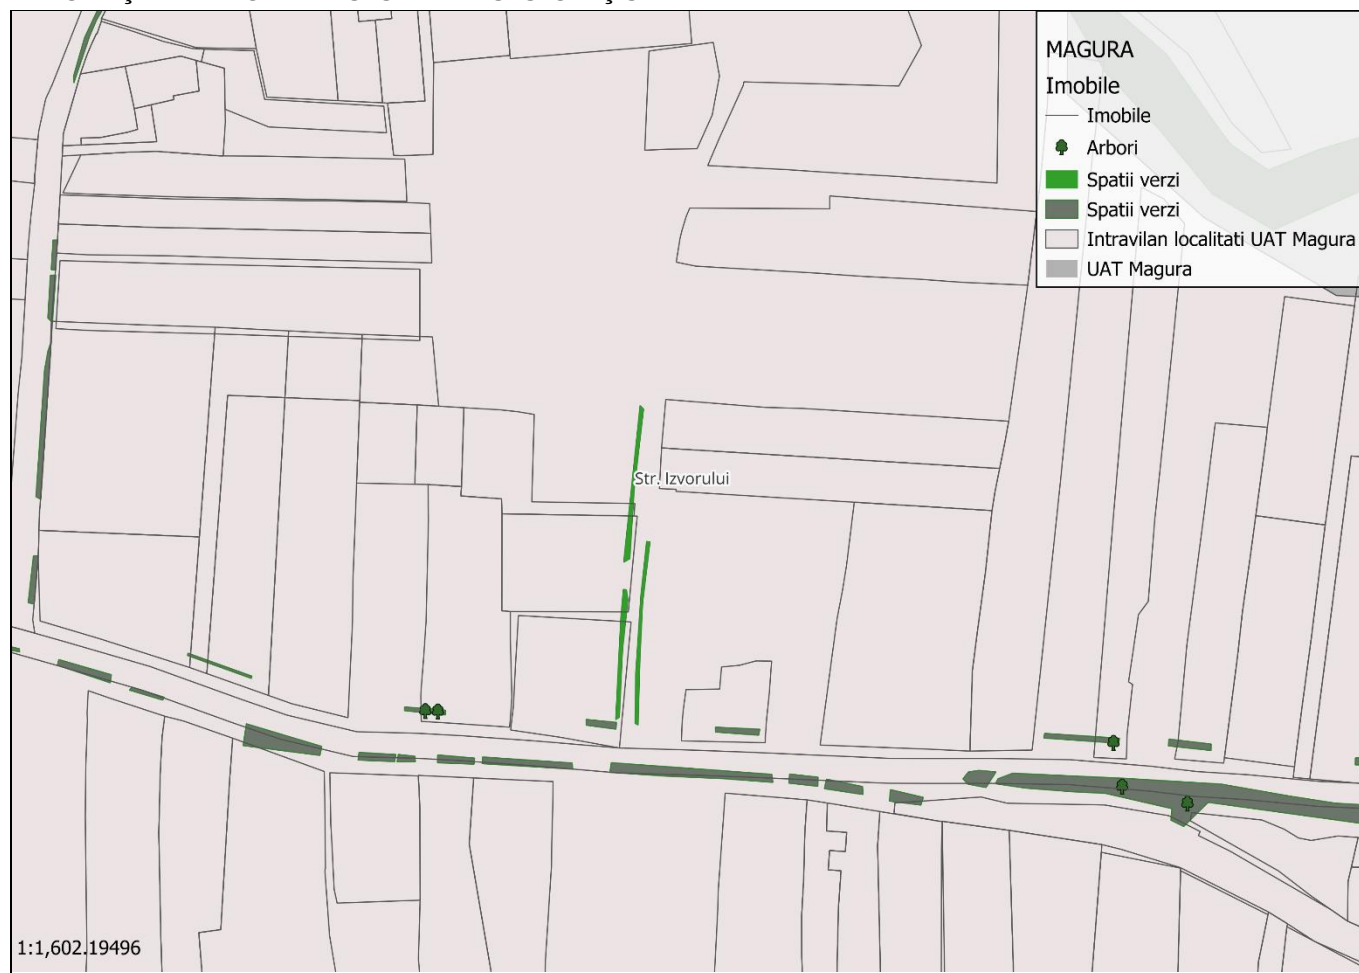 MAGURA
Imobile
Imobile
Arbori
Spatii verzi
Spatii verzi
Intravilan localitati UAT Magura
UAT Magura
Str. Izvorului
1:1,602.19496